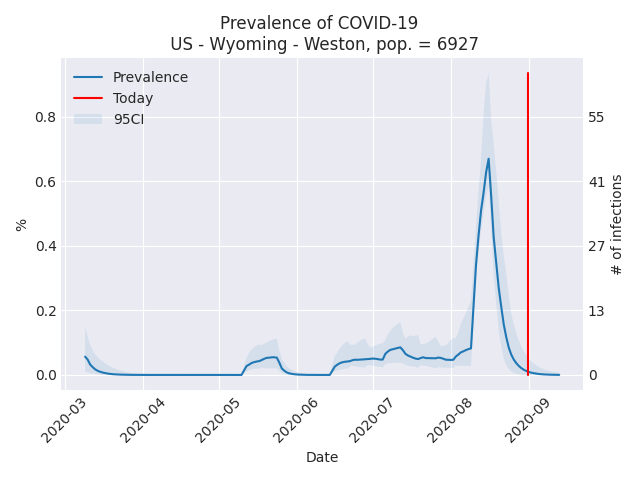 Prevalence of COVID-19
US - Wyoming - Weston, pop. = 6927
Prevalence
Today
95CI
0.8
0.6
0.4
0.2
0.0
%
55
41
27
13
0
# of infections
2020-03
2020-04
2020-05
2020-06
2020-07
2020-08
2020-09
Date